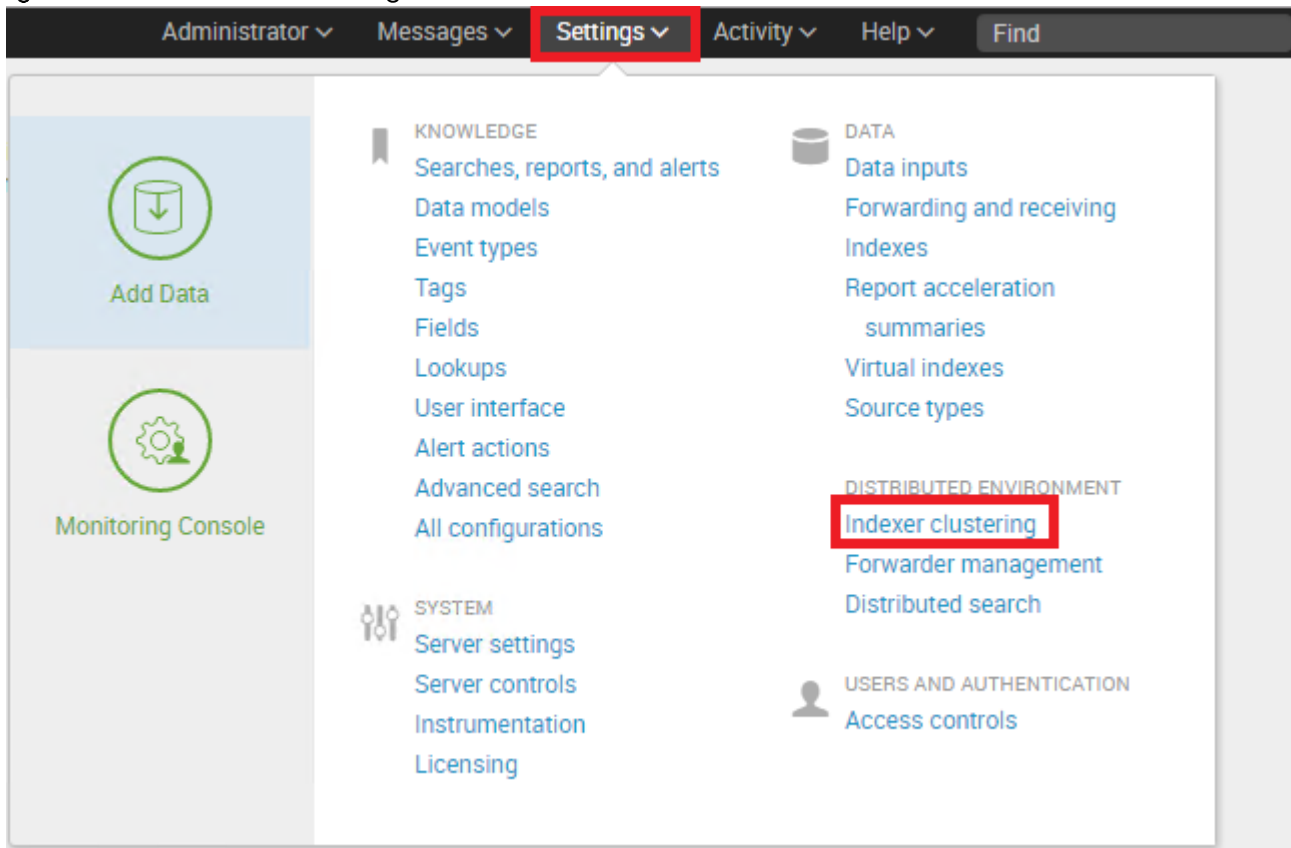 Administrator Messages Settings Activity Help Find
Add Data
Monitoring Console
KNOWLEDGE
Searches, reports, and alerts
Data models
Event types
Tags
Fields
Lookups
User interface
Alert actions
Advanced search
All configurations
SYSTEM
Server settings
Server controls
Instrumentation
Licensing
DATA
Data inputs
Forwarding and receiving
Indexes
Report acceleration
summaries
Virtual indexes
Source types
DISTRIBUTED ENVIRONMENT
Indexer clustering
Forwarder management
Distributed search
USERS AND AUTHENTICATION
Access controls